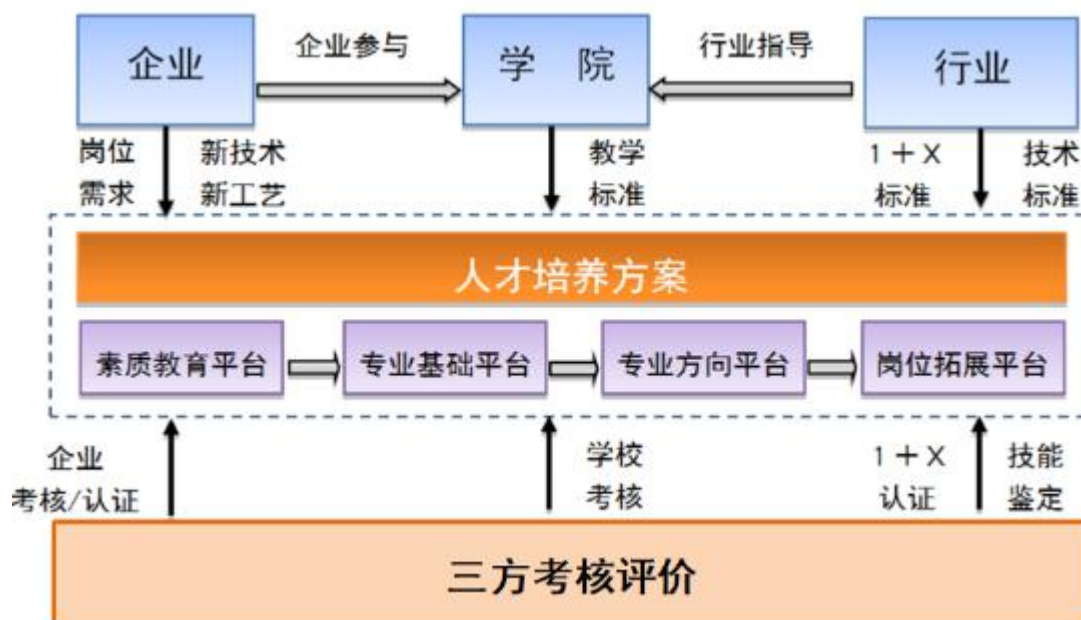 企业
企业参与
学 院
行业指导
行业
岗位
需求
新技术
新工艺
教学
标准
1＋X
标准
技术
标准
人才培养方案
素质教育平台
专业基础平台
专业方向平台
岗位拓展平台
企业
考核/认证
学校
考核
1＋X
认证
技能
鉴定
三方考核评价